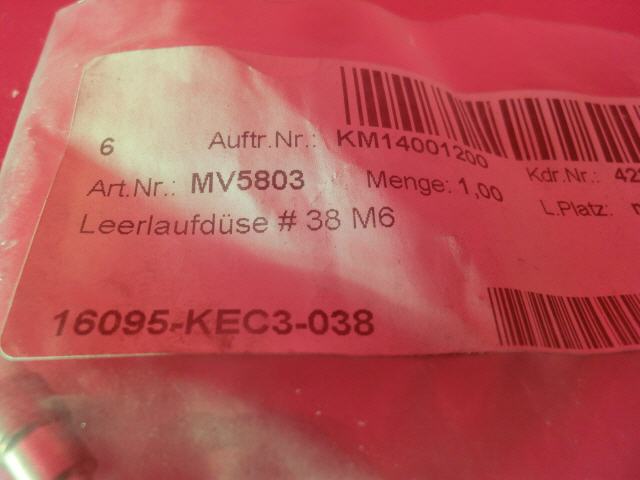 6 Auftr.Nr.: KM14001200
Art.Nr.: MV5803 Menge: 1,00 Kdr.Nr.:
Leerlaufdüse # 38 M6 L.Platz:
16095-KEC3-038